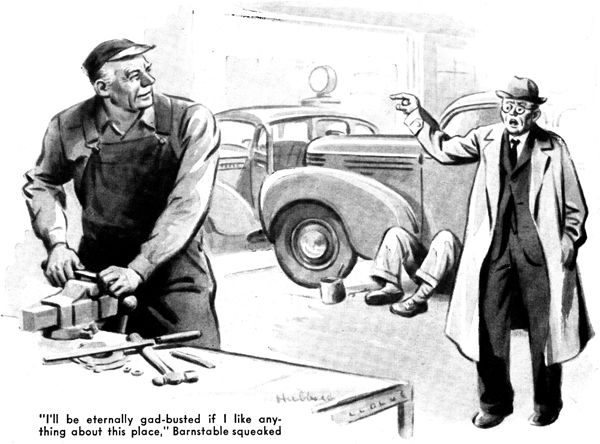 "I'll be eternally gad-busted if I like any-
thing about this place," Barnstable squeaked